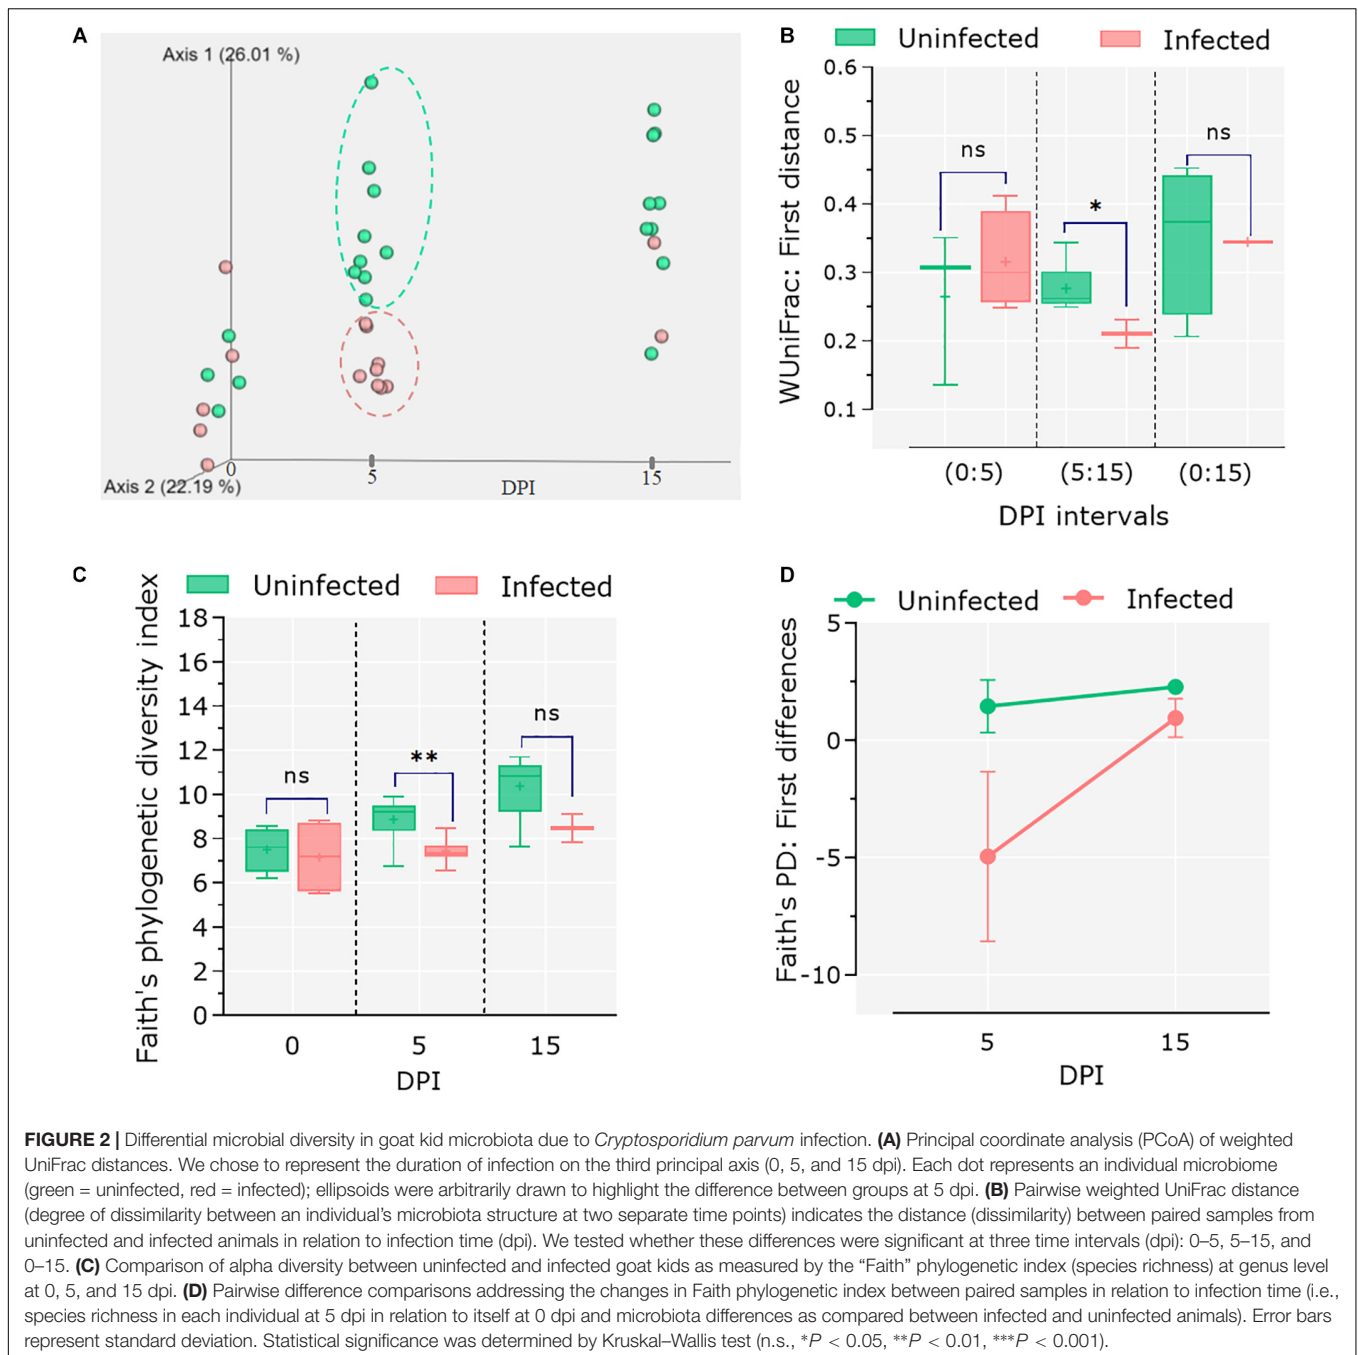 A
Axis 1 (26.01 %)
0
5
15
DPI
Axis 2 (22.19 %)
B
Uninfected
Infected
WUniFrac: First distance
0.6
0.5
0.4
0.3
0.2
0.1
ns
*
ns
(0:5)
(5:15)
(0:15)
DPI intervals
C
Uninfected
Infected
Faith's phylogenetic diversity index
18
16
14
12
10
8
6
4
2
0
ns
**
ns
0
5
15
DPI
D
Uninfected
Infected
Faith's PD: First differences
5
0
-5
-10
5
15
DPI
FIGURE 2 | Differential microbial diversity in goat kid microbiota due to Cryptosporidium parvum infection. (A) Principal coordinate analysis (PCoA) of weighted
UniFrac distances. We chose to represent the duration of infection on the third principal axis (0, 5, and 15 dpi). Each dot represents an individual microbiome
(green = uninfected, red = infected); ellipsoids were arbitrarily drawn to highlight the difference between groups at 5 dpi. (B) Pairwise weighted UniFrac distance
(degree of dissimilarity between an individual's microbiota structure at two separate time points) indicates the distance (dissimilarity) between paired samples from
uninfected and infected animals in relation to infection time (dpi). We tested whether these differences were significant at three time intervals (dpi): 0–5, 5–15, and
0–15. (C) Comparison of alpha diversity between uninfected and infected goat kids as measured by the “Faith” phylogenetic index (species richness) at genus level
at 0, 5, and 15 dpi. (D) Pairwise difference comparisons addressing the changes in Faith phylogenetic index between paired samples in relation to infection time (i.e.,
species richness in each individual at 5 dpi in relation to itself at 0 dpi and microbiota differences as compared between infected and uninfected animals). Error bars
represent standard deviation. Statistical significance was determined by Kruskal–Wallis test (n.s., *P < 0.05, **P < 0.01, ***P < 0.001).